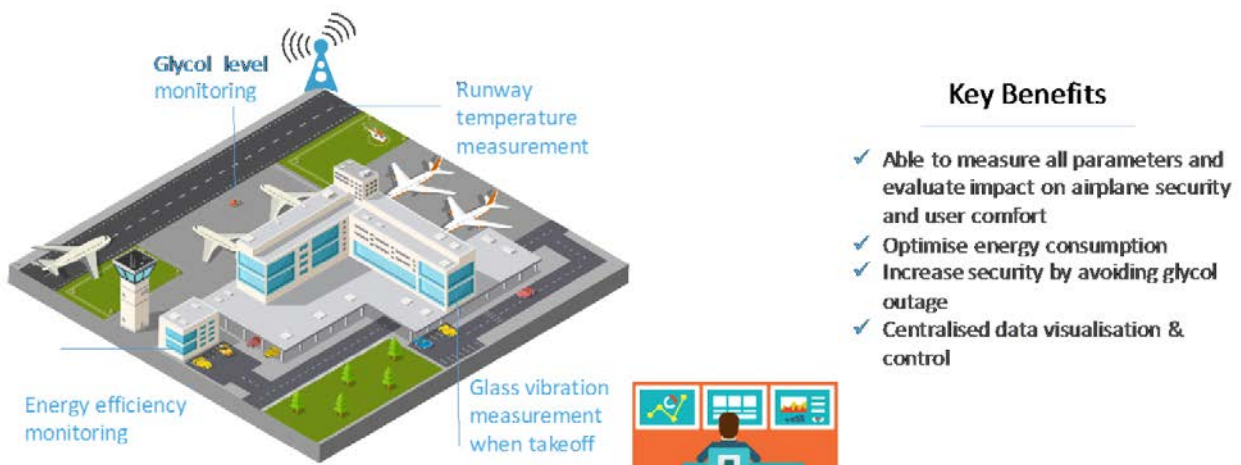 Glycol level
monitoring
Runway
temperature
measurement
Energy efficiency
monitoring
Glass vibration
measurement
when takeoff
Key Benefits
✓ Able to measure all parameters and
evaluate impact on airplane security
and user comfort
✓ Optimise energy consumption
✓ Increase security by avoiding glycol
outage
✓ Centralised data visualisation &
control